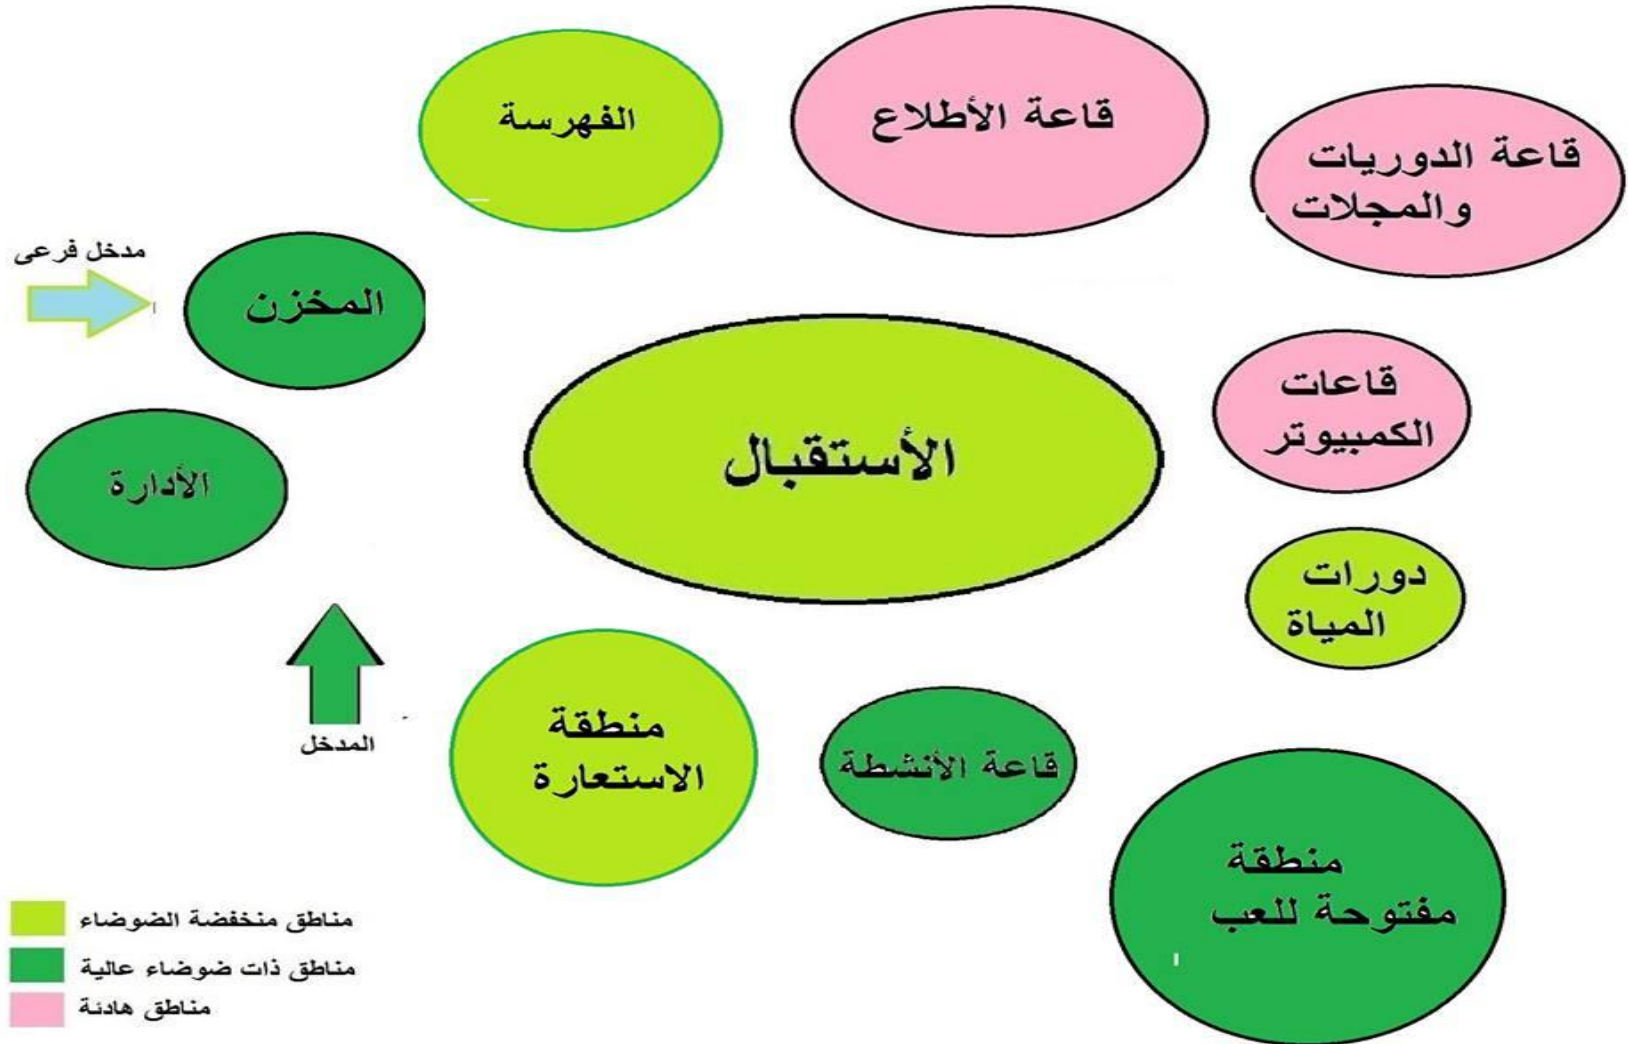 الفهرسة
قاعة الأطلاع
قاعة الدوريات
والمجلات
مدخل فرعى
المخزن
قاعات
الكمبيوتر
الأستقبال
الأدارة
دورات
المياة
منطقة
الاستعارة
المدخل
قاعة الأنشطة
منطقة
مفتوحة للعب
مناطق منخفضة الضوضاء
مناطق ذات ضوضاء عالية
مناطق هادئة